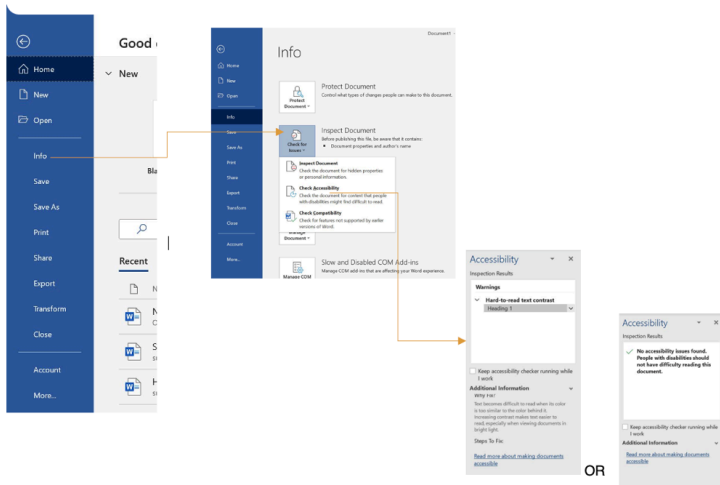 Good
Home
New
New
Open
Info
Bla
Save
Save As
Print
Share
Recent
Export
N
Transform
N
Close
S
Account
H
More...
Document1
Info
Home
New
Open
Info
Save
Save As
Print
Share
Export
Transform
Close
Account
More...
Protect
Document
Protect Document
Control what types of changes people can make to this document.
Check for
Issues
Inspect Document
Before publishing this file, be aware that it contains:
Document properties and author's name
Inspect Document
Check the document for hidden properties
or personal information.
Check Accessibility
Check the document for content that people
with disabilities might find difficult to read.
Check Compatibility
Check for features not supported by earlier
versions of Word.
Manage
Document
Slow and Disabled COM Add-ins
Manage COM add-ins that are affecting your Word experience.
Manage COM
Accessibility
Inspection Results
Warnings
Hard-to-read text contrast
Heading 1
Keep accessibility checker running while
I work
Additional Information
Why Fix?
Text becomes difficult to read when its color
is too similar to the color behind it.
Increasing contrast makes text easier to
read, especially when viewing documents in
bright light.
Steps To Fix:
Read more about making documents
accessible
OR
Accessibility
Inspection Results
No accessibility issues found.
People with disabilities should
not have difficulty reading this
document.
Keep accessibility checker running while
I work
Additional Information
Read more about making documents
accessible